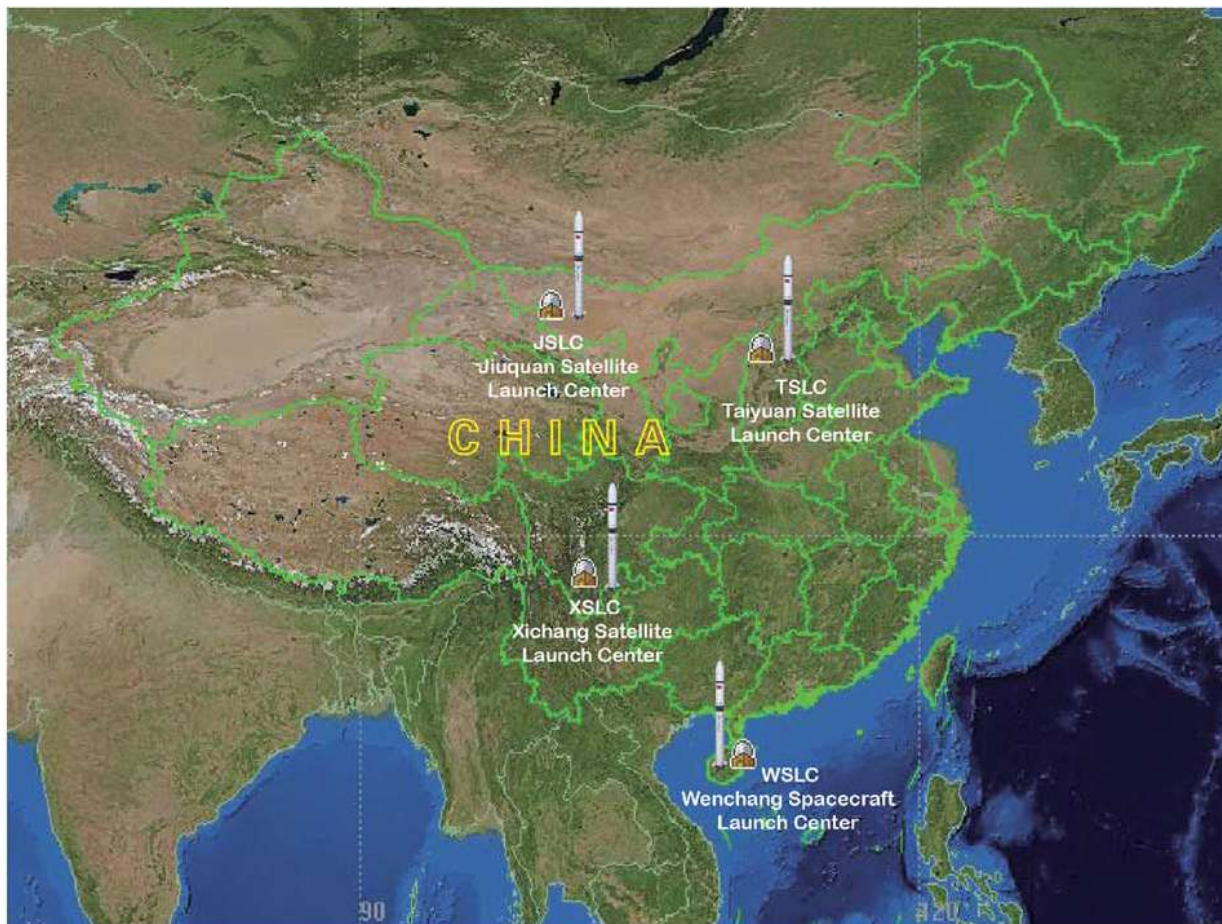 JSLC
Jiuquan Satellite
Launch Center
TSLC
Taiyuan Satellite
Launch Center
CHINA
XSLC
Xichang Satellite
Launch Center
WSLC
Wenchang Spacecraft
Launch Center
90
120